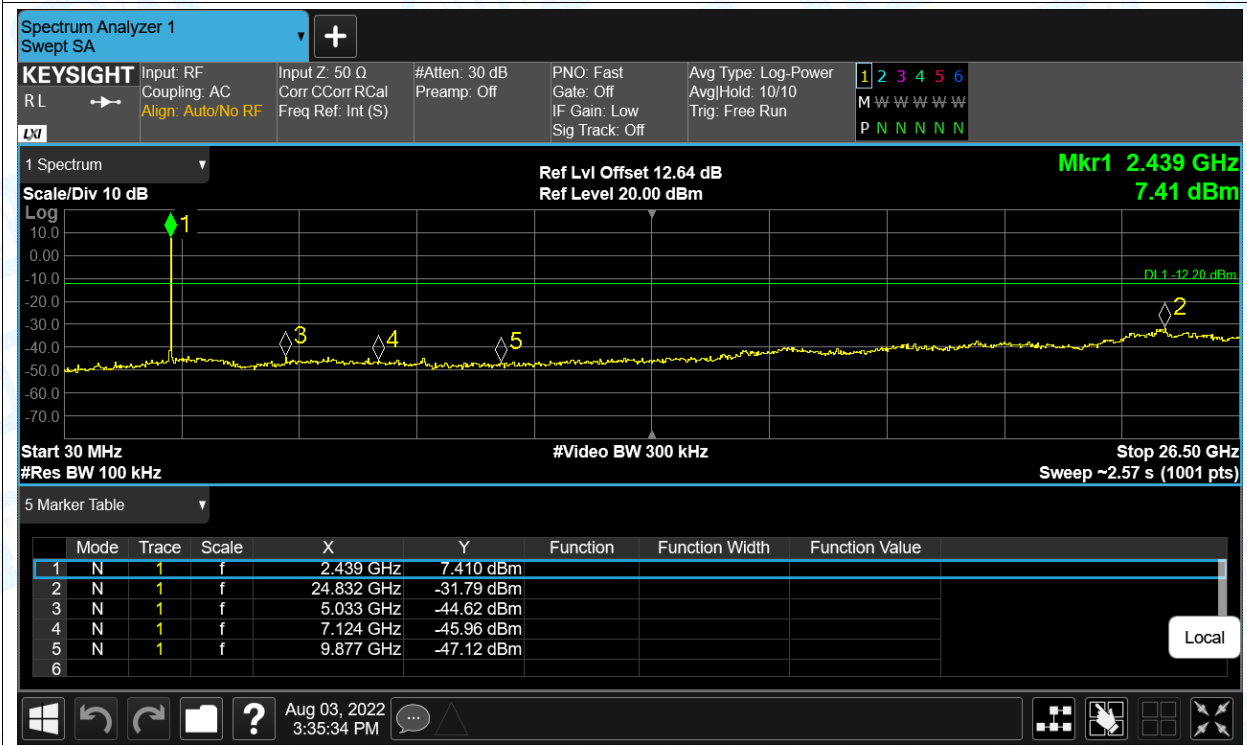 Spectrum Analyzer 1
Swept SA
KEYSIGHT
R L
LXI
Input: RF
Coupling: AC
Align: Auto/No RF
Input Z: 50 Ω
Corr CCorr RCal
Freq Ref: Int (S)
#Atten: 30 dB
Preamp: Off
PNO: Fast
Gate: Off
IF Gain: Low
Sig Track: Off
Avg Type: Log-Power
Avg|Hold: 10/10
Trig: Free Run
1 2 3 4 5 6
M W W W W W W
P N N N N N
1 Spectrum
Scale/Div 10 dB
Ref Lvl Offset 12.64 dB
Ref Level 20.00 dBm
Mkr1 2.439 GHz
7.41 dBm
Log
10.0
0.00
-10.0
-20.0
-30.0
-40.0
-50.0
-60.0
-70.0
1
DL1 -12.20 dBm
2
3
4
5
Start 30 MHz
#Res BW 100 kHz
#Video BW 300 kHz
Stop 26.50 GHz
Sweep ~2.57 s (1001 pts)
5 Marker Table
Mode Trace Scale X Y Function Function Width Function Value
1 N 1 f 2.439 GHz 7.410 dBm
2 N 1 f 24.832 GHz -31.79 dBm
3 N 1 f 5.033 GHz -44.62 dBm
4 N 1 f 7.124 GHz -45.96 dBm
5 N 1 f 9.877 GHz -47.12 dBm
6
Local
?
Aug 03, 2022
3:35:34 PM